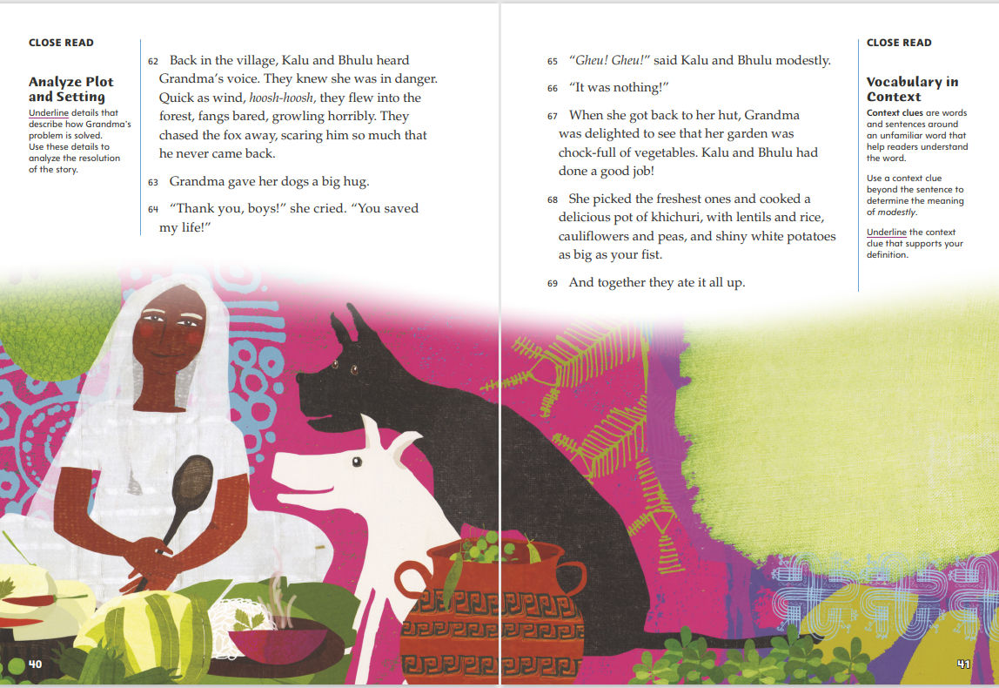 CLOSE READ
Analyze Plot
and Setting
Underline details that
describe how Grandma's
problem is solved.
Use these details to
analyze the resolution
of the story.
62 Back in the village, Kalu and Bhulu heard
Grandma's voice. They knew she was in danger.
Quick as wind, hoosh-hoosh, they flew into the
forest, fangs bared, growling horribly. They
chased the fox away, scaring him so much that
he never came back.
63 Grandma gave her dogs a big hug.
64 “Thank you, boys!” she cried. “You saved
my life!”
40
65 “Gheu! Gheu!” said Kalu and Bhulu modestly.
66 “It was nothing!”
67 When she got back to her hut, Grandma
was delighted to see that her garden was
chock-full of vegetables. Kalu and Bhulu had
done a good job!
68 She picked the freshest ones and cooked a
delicious pot of khichuri, with lentils and rice,
cauliflowers and peas, and shiny white potatoes
as big as your fist.
69 And together they ate it all up.
CLOSE READ
Vocabulary in
Context
Context clues are words
and sentences around
an unfamiliar word that
help readers understand
the word.
Use a context clue
beyond the sentence to
determine the meaning
of modestly.
Underline the context
clue that supports your
definition.
41